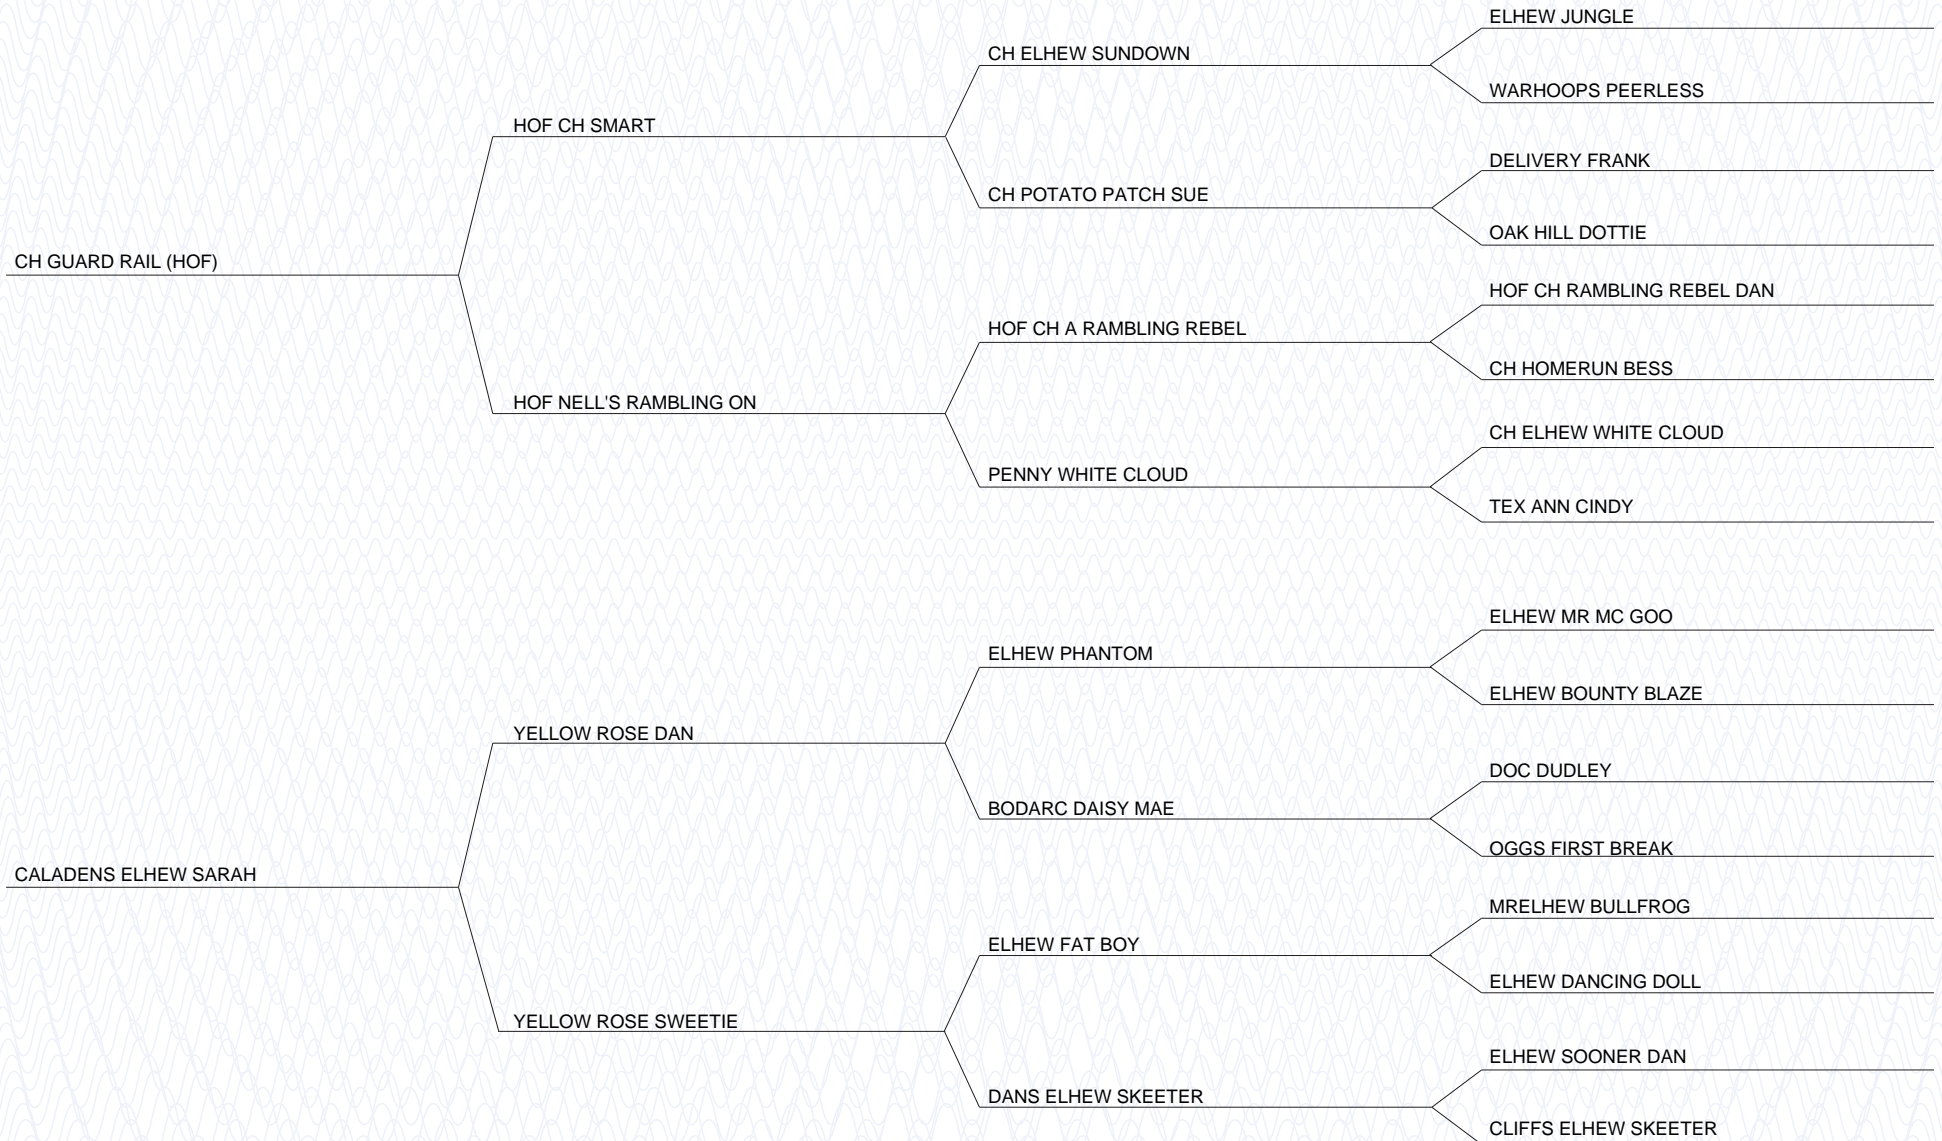 ELHEW JUNGLE
CH ELHEW SUNDOWN
WARHOOPS PEERLESS
HOF CH SMART
DELIVERY FRANK
CH POTATO PATCH SUE
OAK HILL DOTTIE
CH GUARD RAIL (HOF)
HOF CH RAMBLING REBEL DAN
HOF CH A RAMBLING REBEL
CH HOMERUN BESS
HOF NELL'S RAMBLING ON
CH ELHEW WHITE CLOUD
PENNY WHITE CLOUD
TEX ANN CINDY
ELHEW MR MC GOO
ELHEW PHANTOM
ELHEW BOUNTY BLAZE
YELLOW ROSE DAN
DOC DUDLEY
BODARC DAISY MAE
OGGS FIRST BREAK
CALADENS ELHEW SARAH
MRELHEW BULLFROG
ELHEW FAT BOY
ELHEW DANCING DOLL
YELLOW ROSE SWEETIE
ELHEW SOONER DAN
DANS ELHEW SKEETER
CLIFFS ELHEW SKEETER